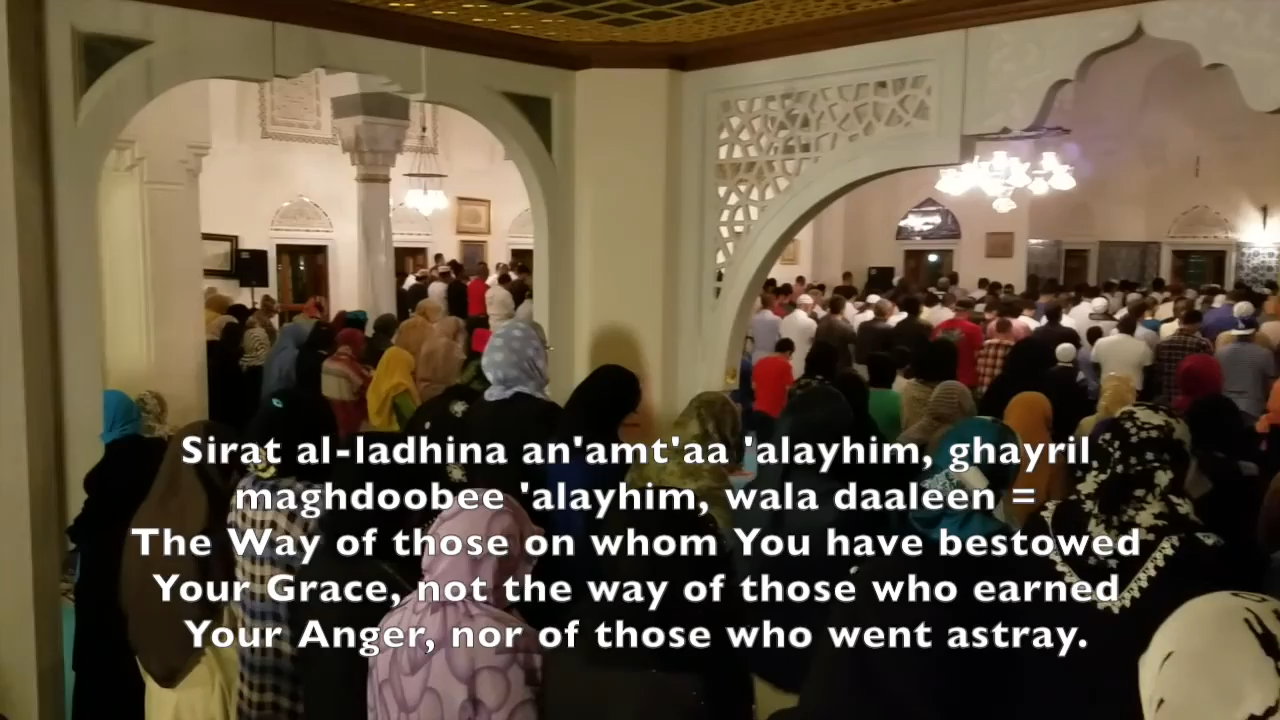 Sirat al-ladhina an'amt'aa 'alayhim, ghayril
maghdoobee 'alayhim, wala daaleen =
The Way of those on whom You have bestowed
Your Grace, not the way of those who earned
Your Anger, nor of those who went astray.